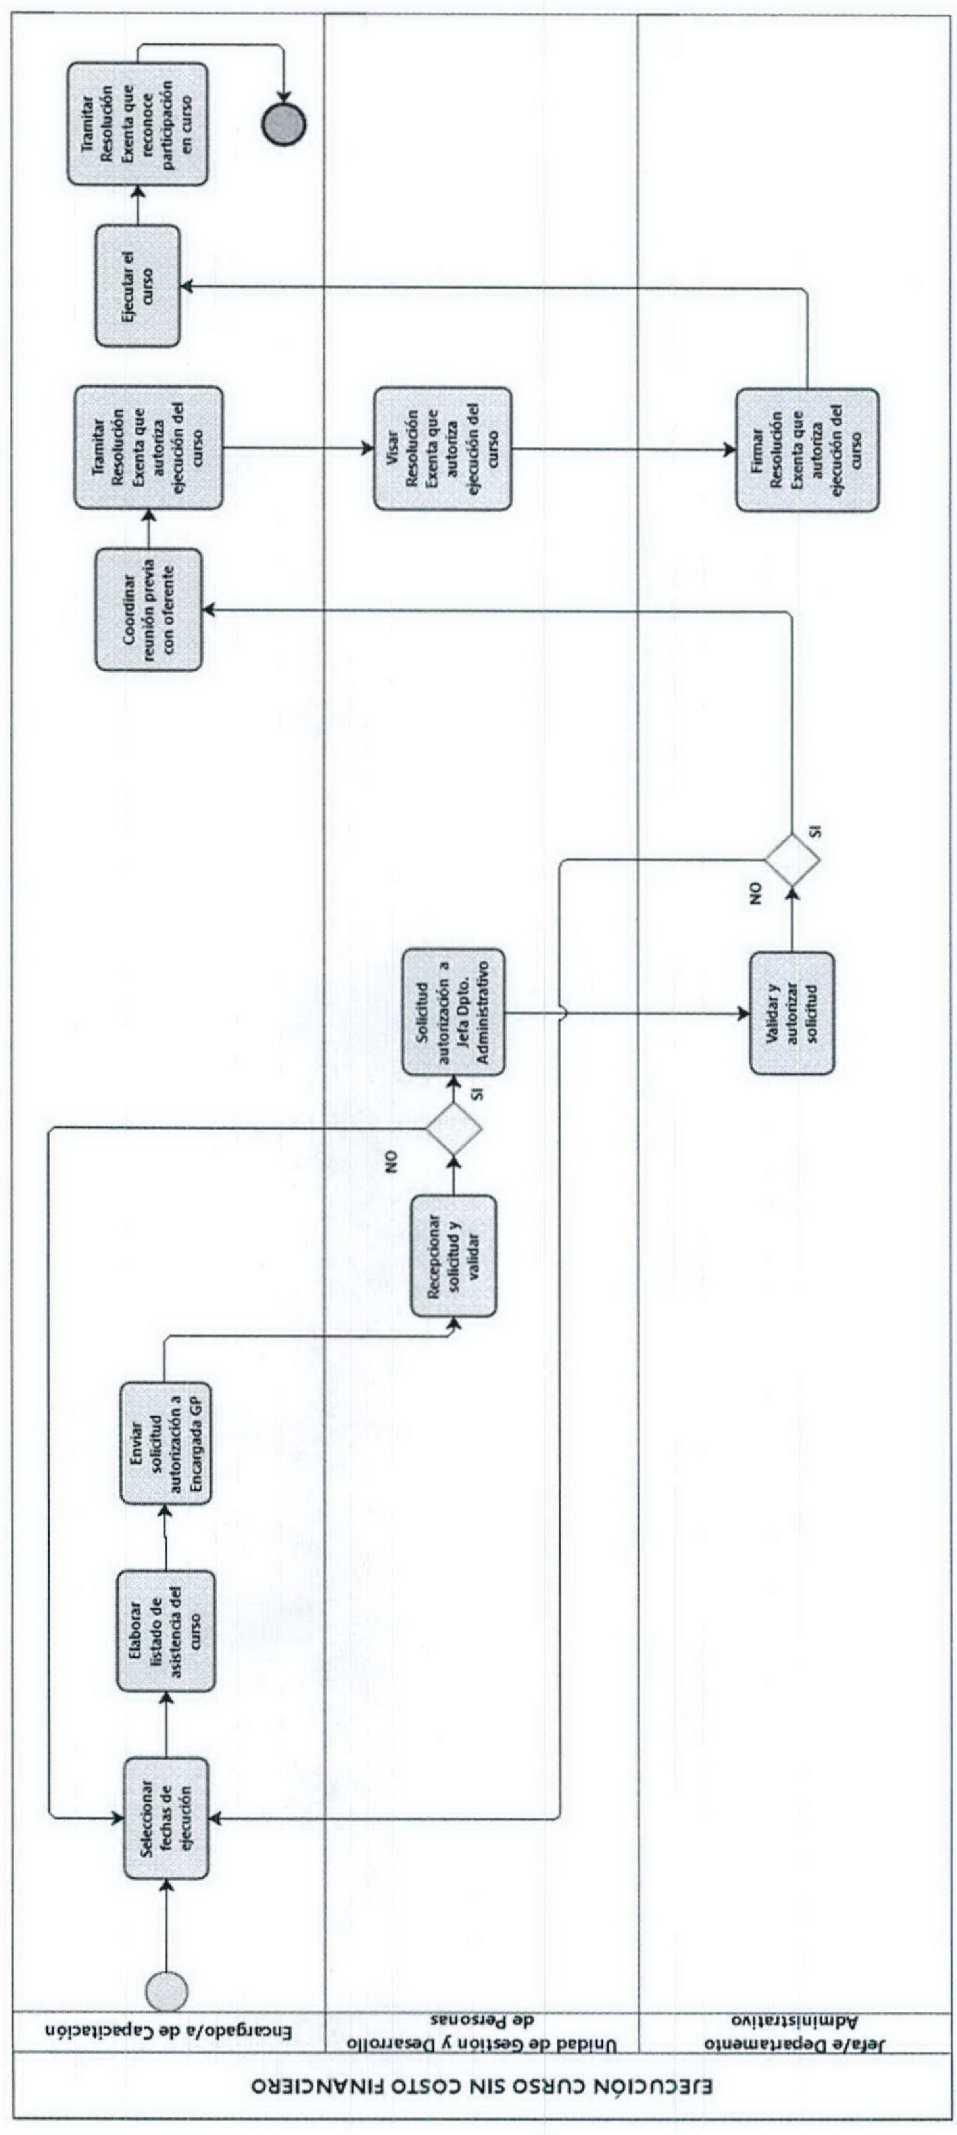 EJECUCIÓN CURSO SIN COSTO FINANCIERO
Encargado/a de Capacitación
Seleccionar
fechas de
ejecución
Elaborar
listado de
asistencia del
curso
Enviar
solicitud
autorización a
Encargada GP
Coordinar
reunión previa
con oferente
Tramitar
Resolución
Exenta que
autoriza
ejecución del
curso
Ejecutar el
curso
Tramitar
Resolución
Exenta que
reconoce
participación
en curso
Unidad de Gestión y Desarrollo
de Personas
Recepcionar
solicitud y
validar
NO
SI
Solicitud
autorización a
Jefa Dpto.
Administrativo
Visar
Resolución
Exenta que
autoriza
ejecución del
curso
Jefa/e Departamento
Administrativo
Validar y
autorizar
solicitud
NO
SI
Firmar
Resolución
Exenta que
autoriza
ejecución del
curso